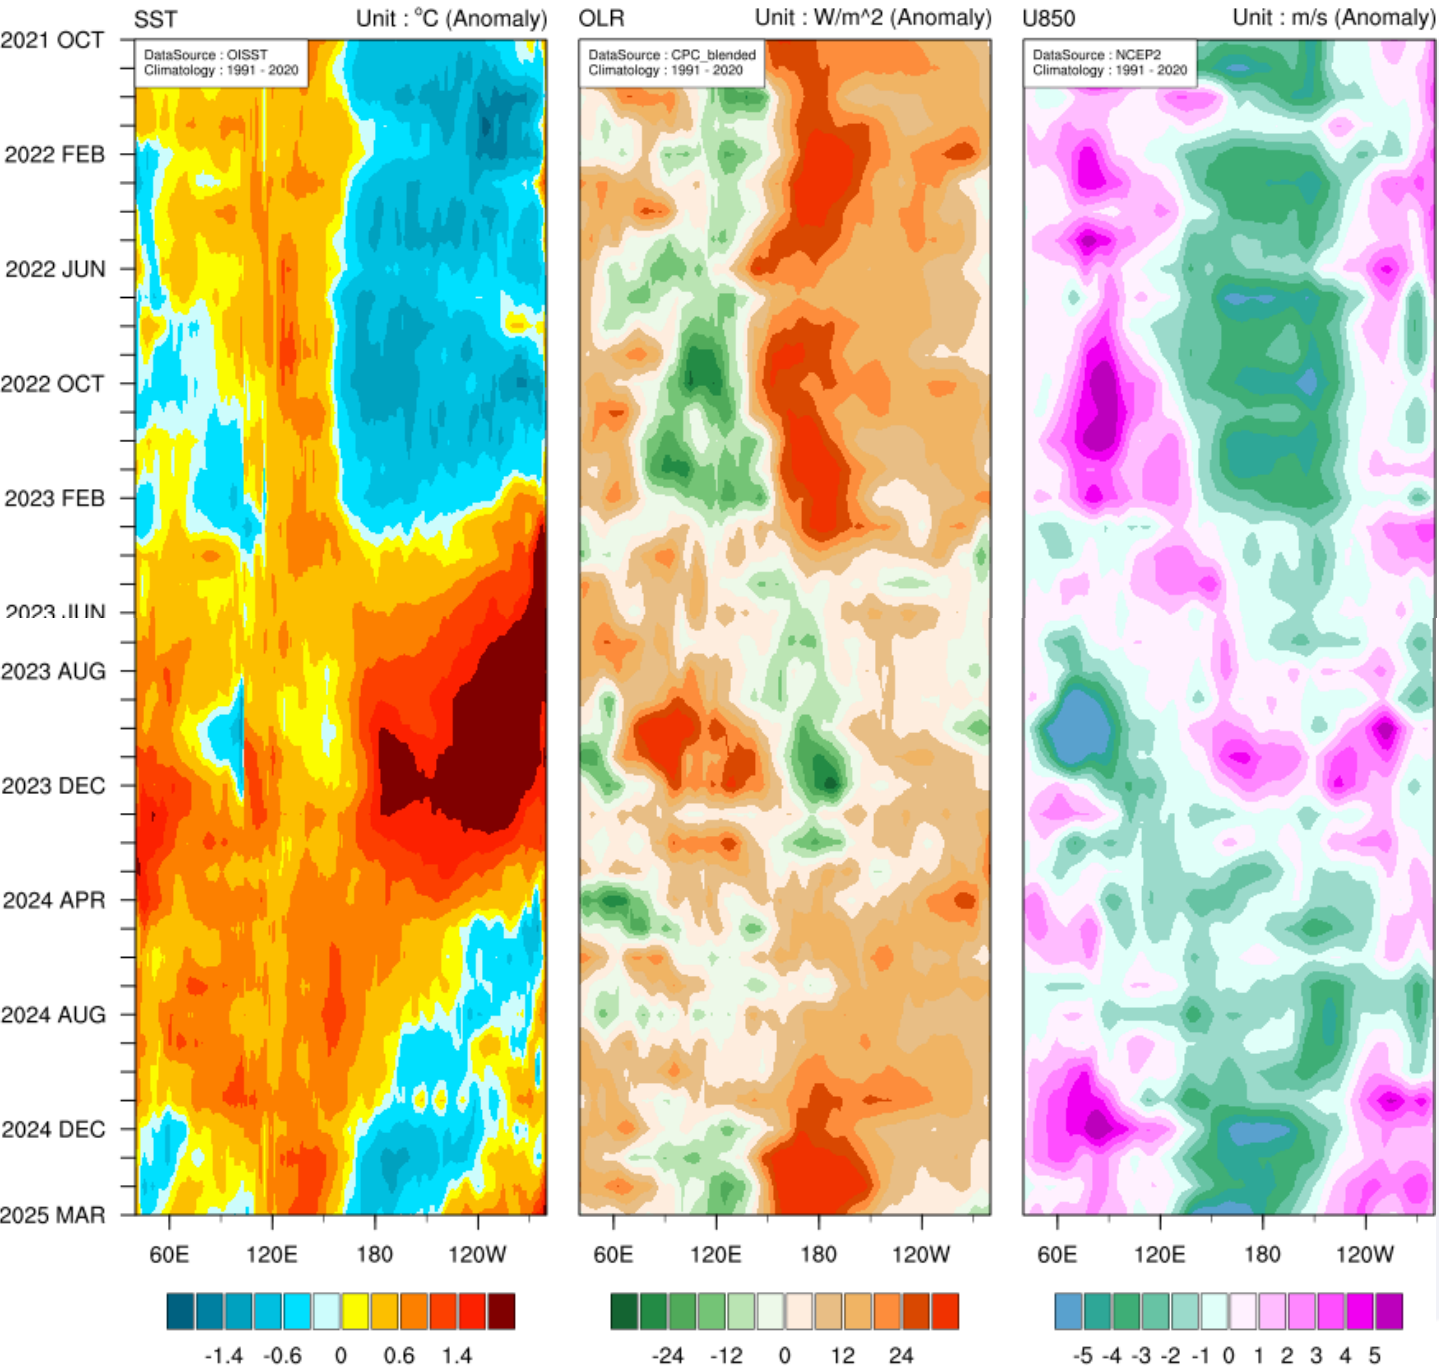 SST Unit : °C (Anomaly) OLR Unit : W/m^2 (Anomaly) U850 Unit : m/s (Anomaly)
2021 OCT
DataSource : OISST
Climatology : 1991 - 2020
DataSource : CPC_blended
Climatology : 1991 - 2020
DataSource : NCEP2
Climatology : 1991 - 2020
2022 FEB
2022 JUN
2022 OCT
2023 FEB
2023 JUN
2023 AUG
2023 DEC
2024 APR
2024 AUG
2024 DEC
2025 MAR
60E 120E 180 120W 60E 120E 180 120W 60E 120E 180 120W
-1.4 -0.6 0 0.6 1.4 -24 -12 0 12 24 -5 -4 -3 -2 -1 0 1 2 3 4 5